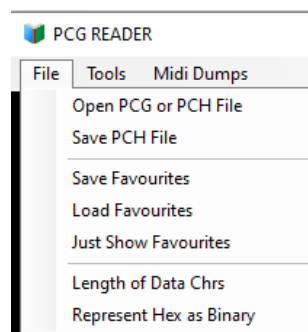 PCG READER
File Tools Midi Dumps
Open PCG or PCH File
Save PCH File
Save Favourites
Load Favourites
Just Show Favourites
Length of Data Chrs
Represent Hex as Binary